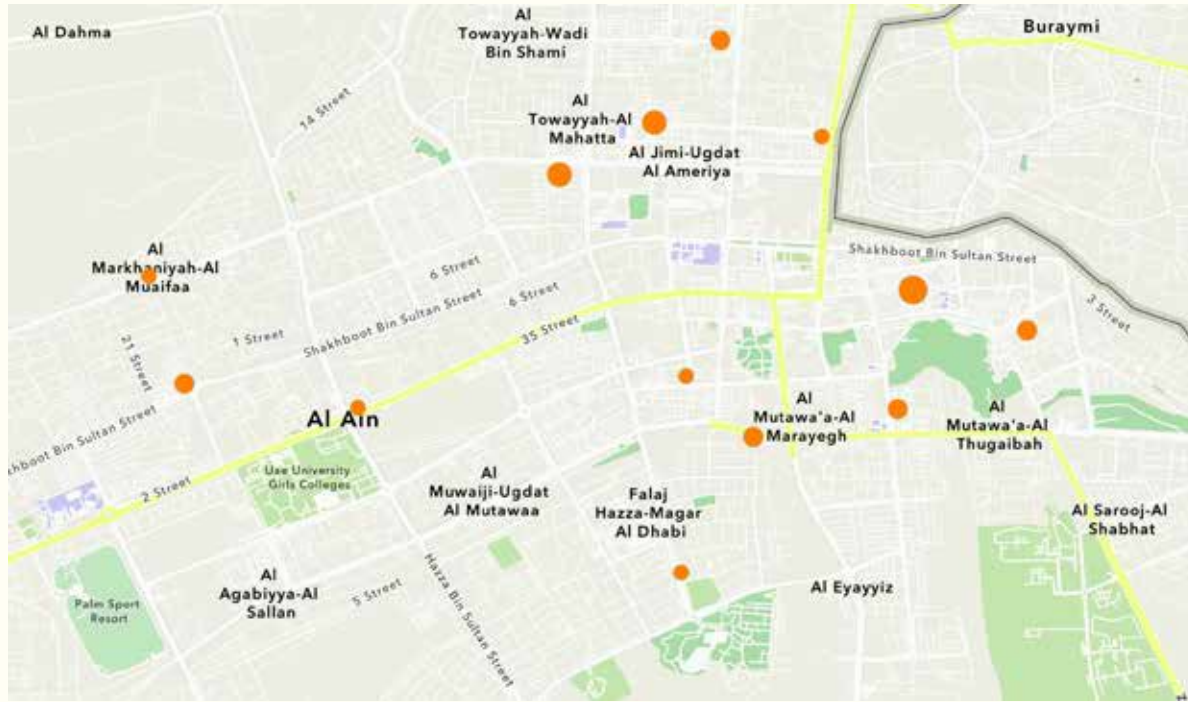 Al Dahma
Al
Towayyah-Wadi
Bin Shami
Buraymi
14 Street
Al
Towayyah-Al
Mahatta
Al Jimi-Ugdat
Al Ameriya
Al
Markhaniyah-Al
Muaifaa
Shakhboot Bin Sultan Street
3 Street
6 Street
6 Street
Shakhboot Bin Sultan Street
35 Street
1 Street
21 Street
Al Ain
Al
Mutawa'a-Al
Marayegh
Al
Mutawa'a-Al
Thugaibah
khboot Bin Sultan Street
2 Street
Uae University
Girls Colleges
Al
Muwaiji-Ugdat
Al Mutawaa
Falaj
Hazza-Magar
Al Dhabi
Al Sarooj-Al
Shabhat
Al
Agabiyya-Al
Sallan
5 Street
Hazza Bin Sultan Street
Al Eyayyiz
Palm Sport
Resort